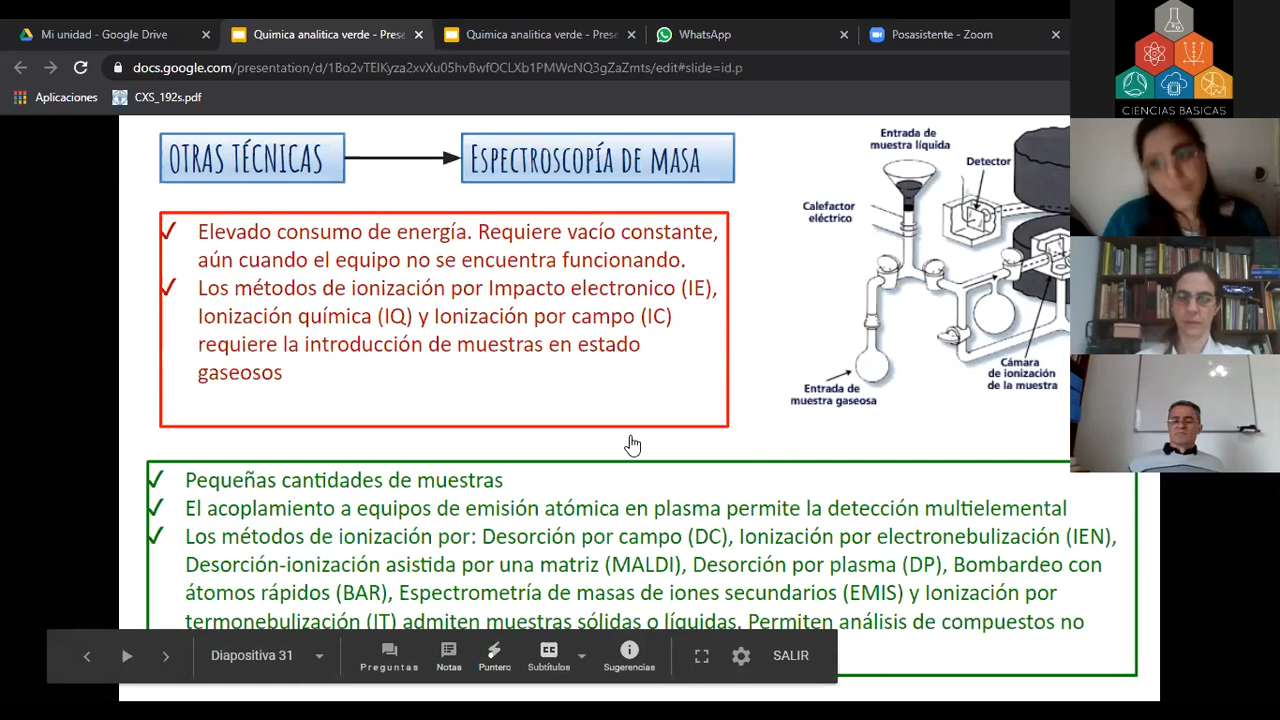 Mi unidad - Google Drive
Quimica analitica verde - Prese
Quimica analitica verde - Prese
WhatsApp
Posasistente - Zoom
docs.google.com/presentation/d/1Bo2vTEIKyza2xvXu05hvBwf9CLXb1PMWcNQ3gZaZmts/edit#slide=id.p
Aplicaciones
CXS_192s.pdf
CIENCIAS BASICAS
OTRAS TÉCNICAS
ESPECTROSCOPÍA DE MASA
Elevado consumo de energía. Requiere vacío constante,
aún cuando el equipo no se encuentra funcionando.
Los métodos de ionización por Impacto electronico (IE),
Ionización química (IQ) y Ionización por campo (IC)
requiere la introducción de muestras en estado
gaseosos
Entrada de
muestra líquida
Detector
Calefactor
eléctrico
Cámara
de ionización
de la muestra
Entrada de
muestra gaseosa
Pequeñas cantidades de muestras
El acoplamiento a equipos de emisión atómica en plasma permite la detección multielemental
Los métodos de ionización por: Desorción por campo (DC), Ionización por electronebulización (IEN),
Desorción-ionización asistida por una matriz (MALDI), Desorción por plasma (DP), Bombardeo con
átomos rápidos (BAR), Espectrometría de masas de iones secundarios (EMIS) y Ionización por
termonebulización (IT) admiten muestras sólidas o líquidas. Permiten análisis de compuestos no
Diapositiva 31
Preguntas
Notas
Puntero
Subtítulos
Sugerencias
SALIR